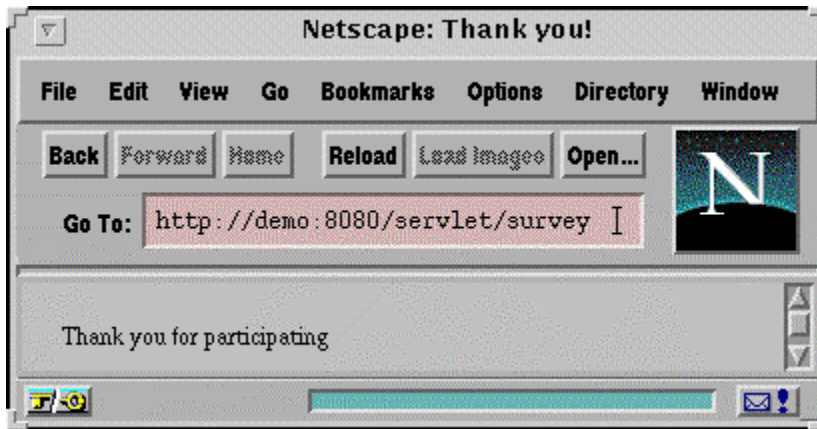 Netscape: Thank you!
File Edit View Go Bookmarks Options Directory Window
Back Forward Home Reload Load Images Open...
N
Go To: http://demo:8080/servlet/survey
Thank you for participating